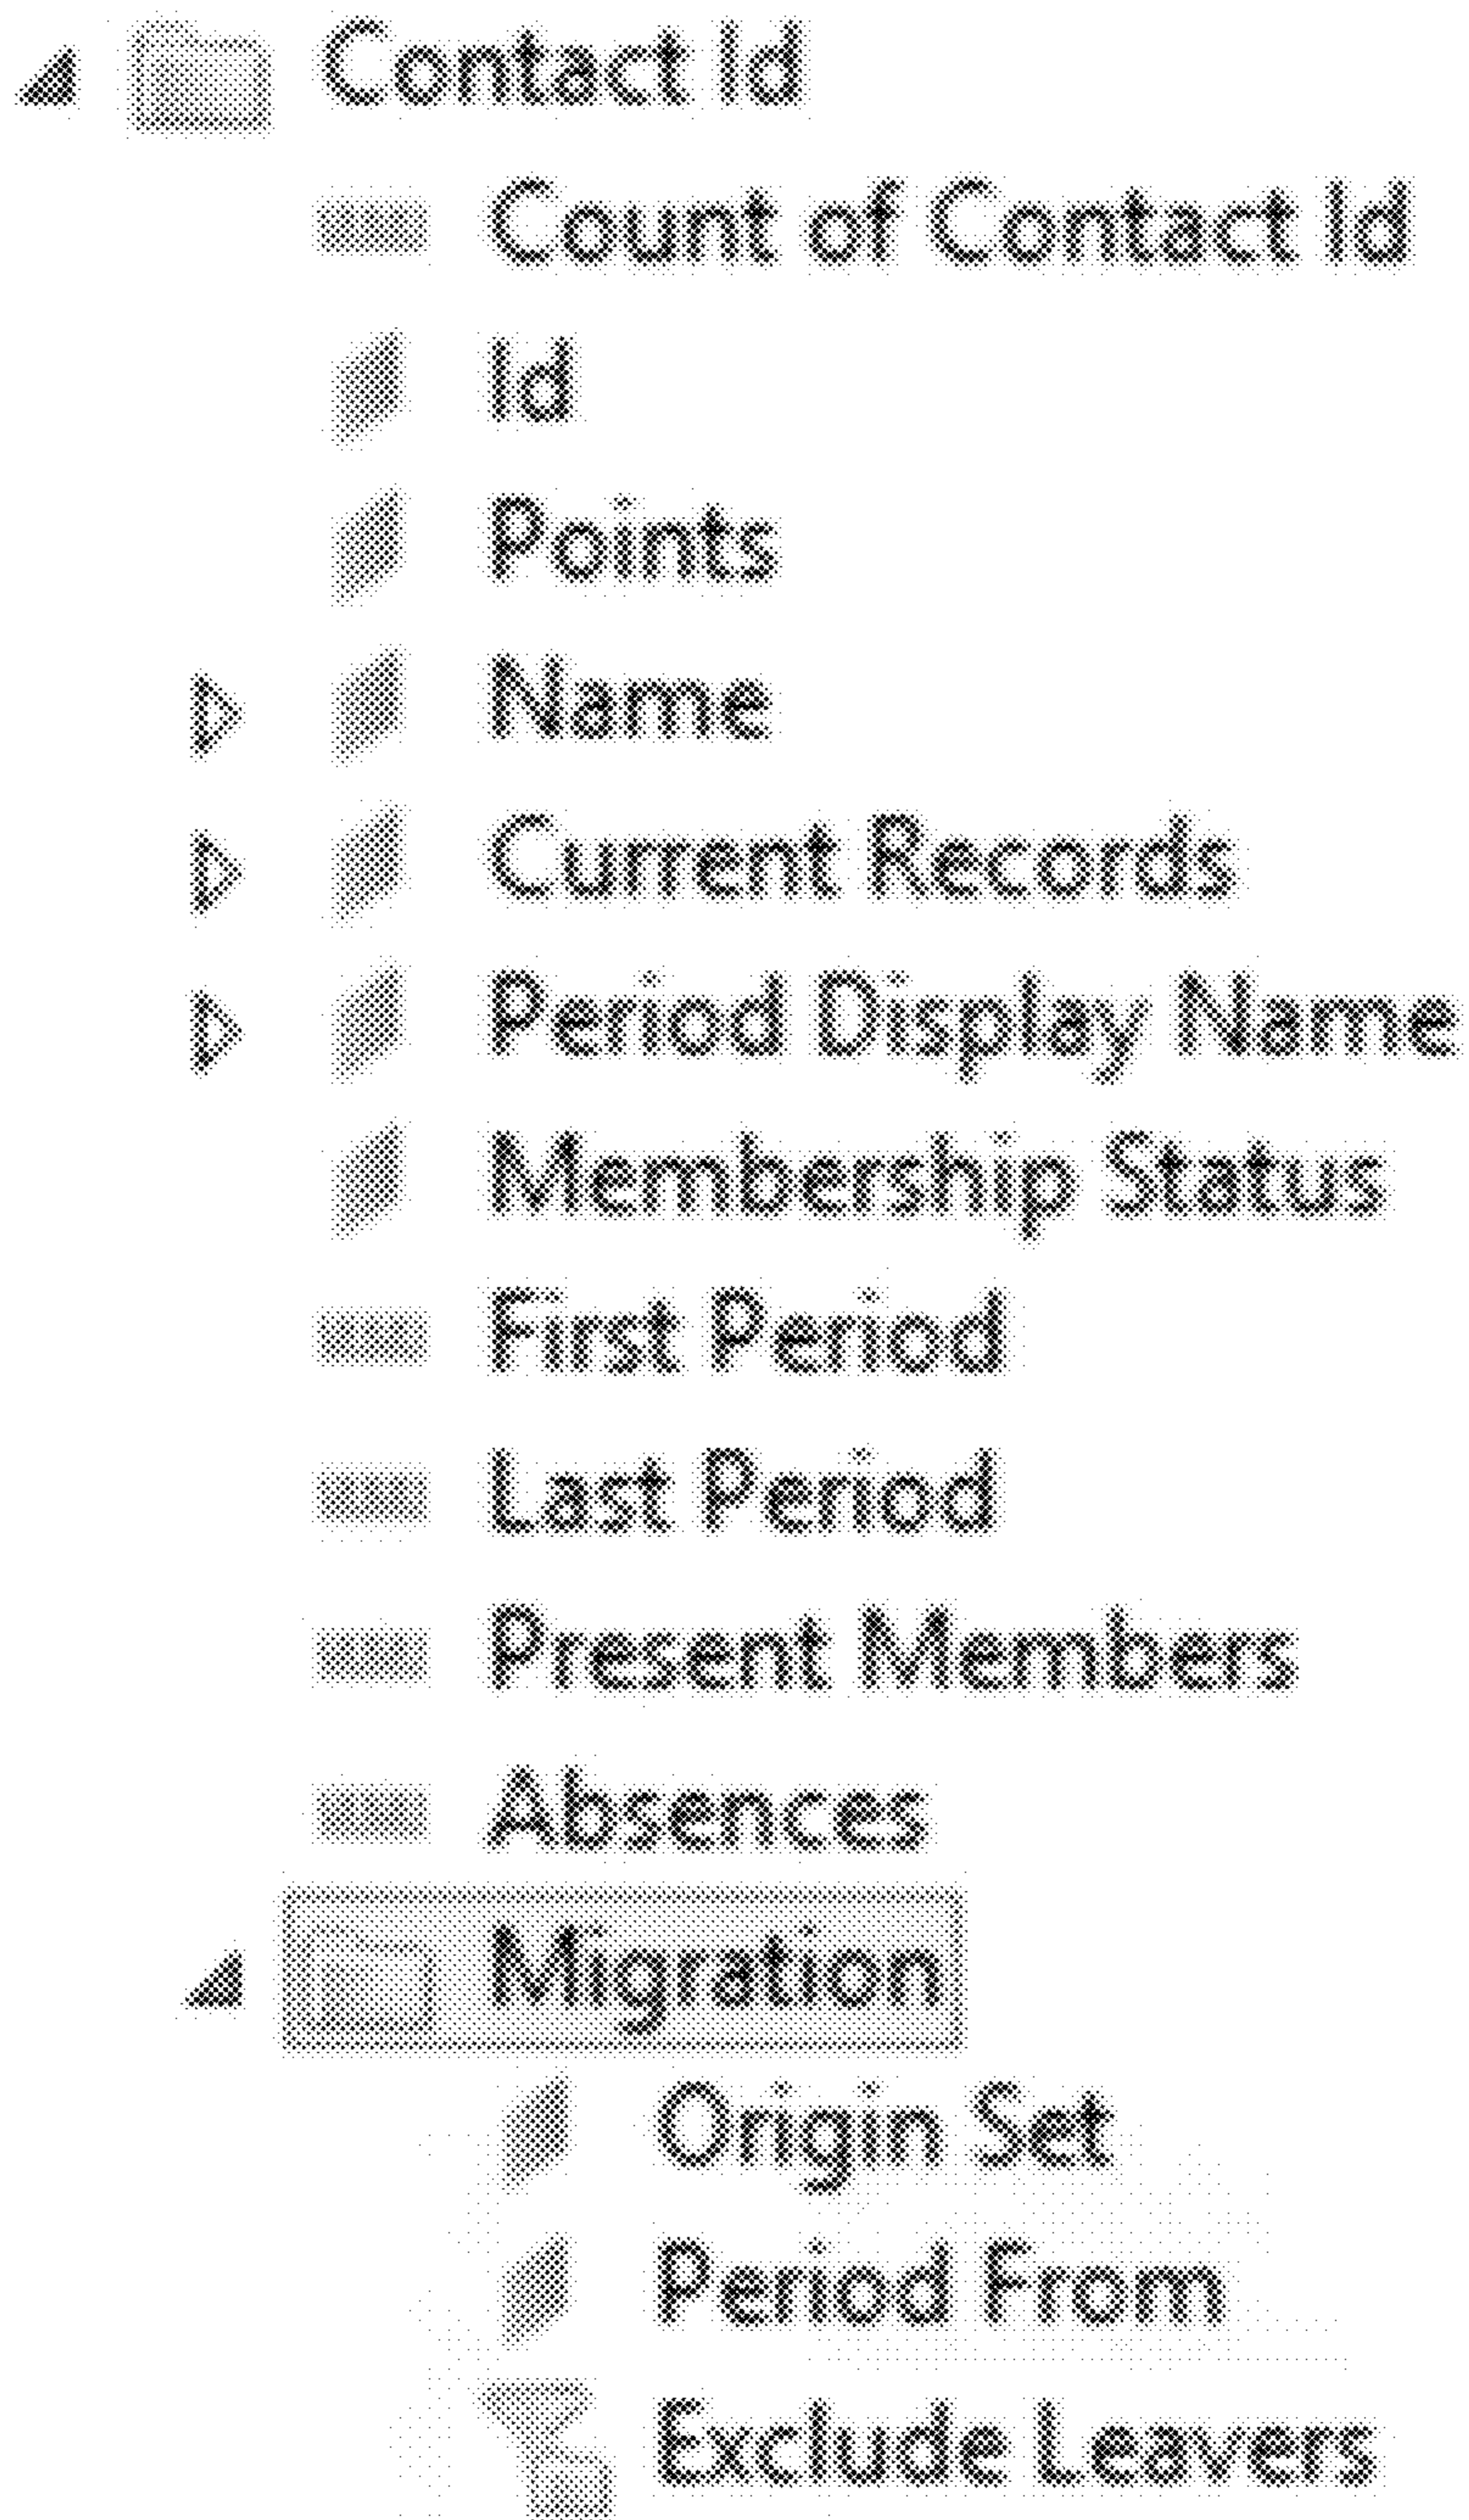 Contact Id
Count of Contact Id
Id
Points
Name
Current Records
Period Display Name
Membership Status
First Period
Last Period
Present Members
Absences
Migration
Origin Set
Period From
Exclude Leavers